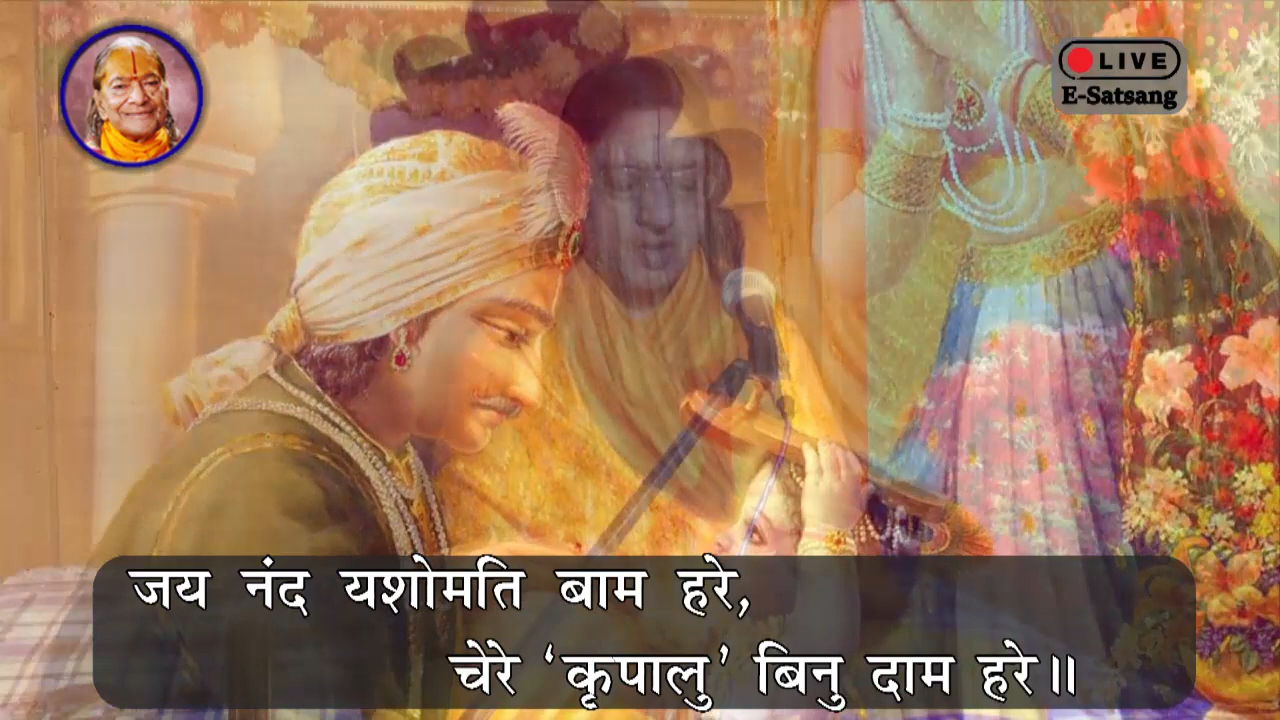 LIVE
E-Satsang
जय नंद यशोमति बाम हरे,
चेरे ‘कृपालु’ बिनु दाम हरे॥